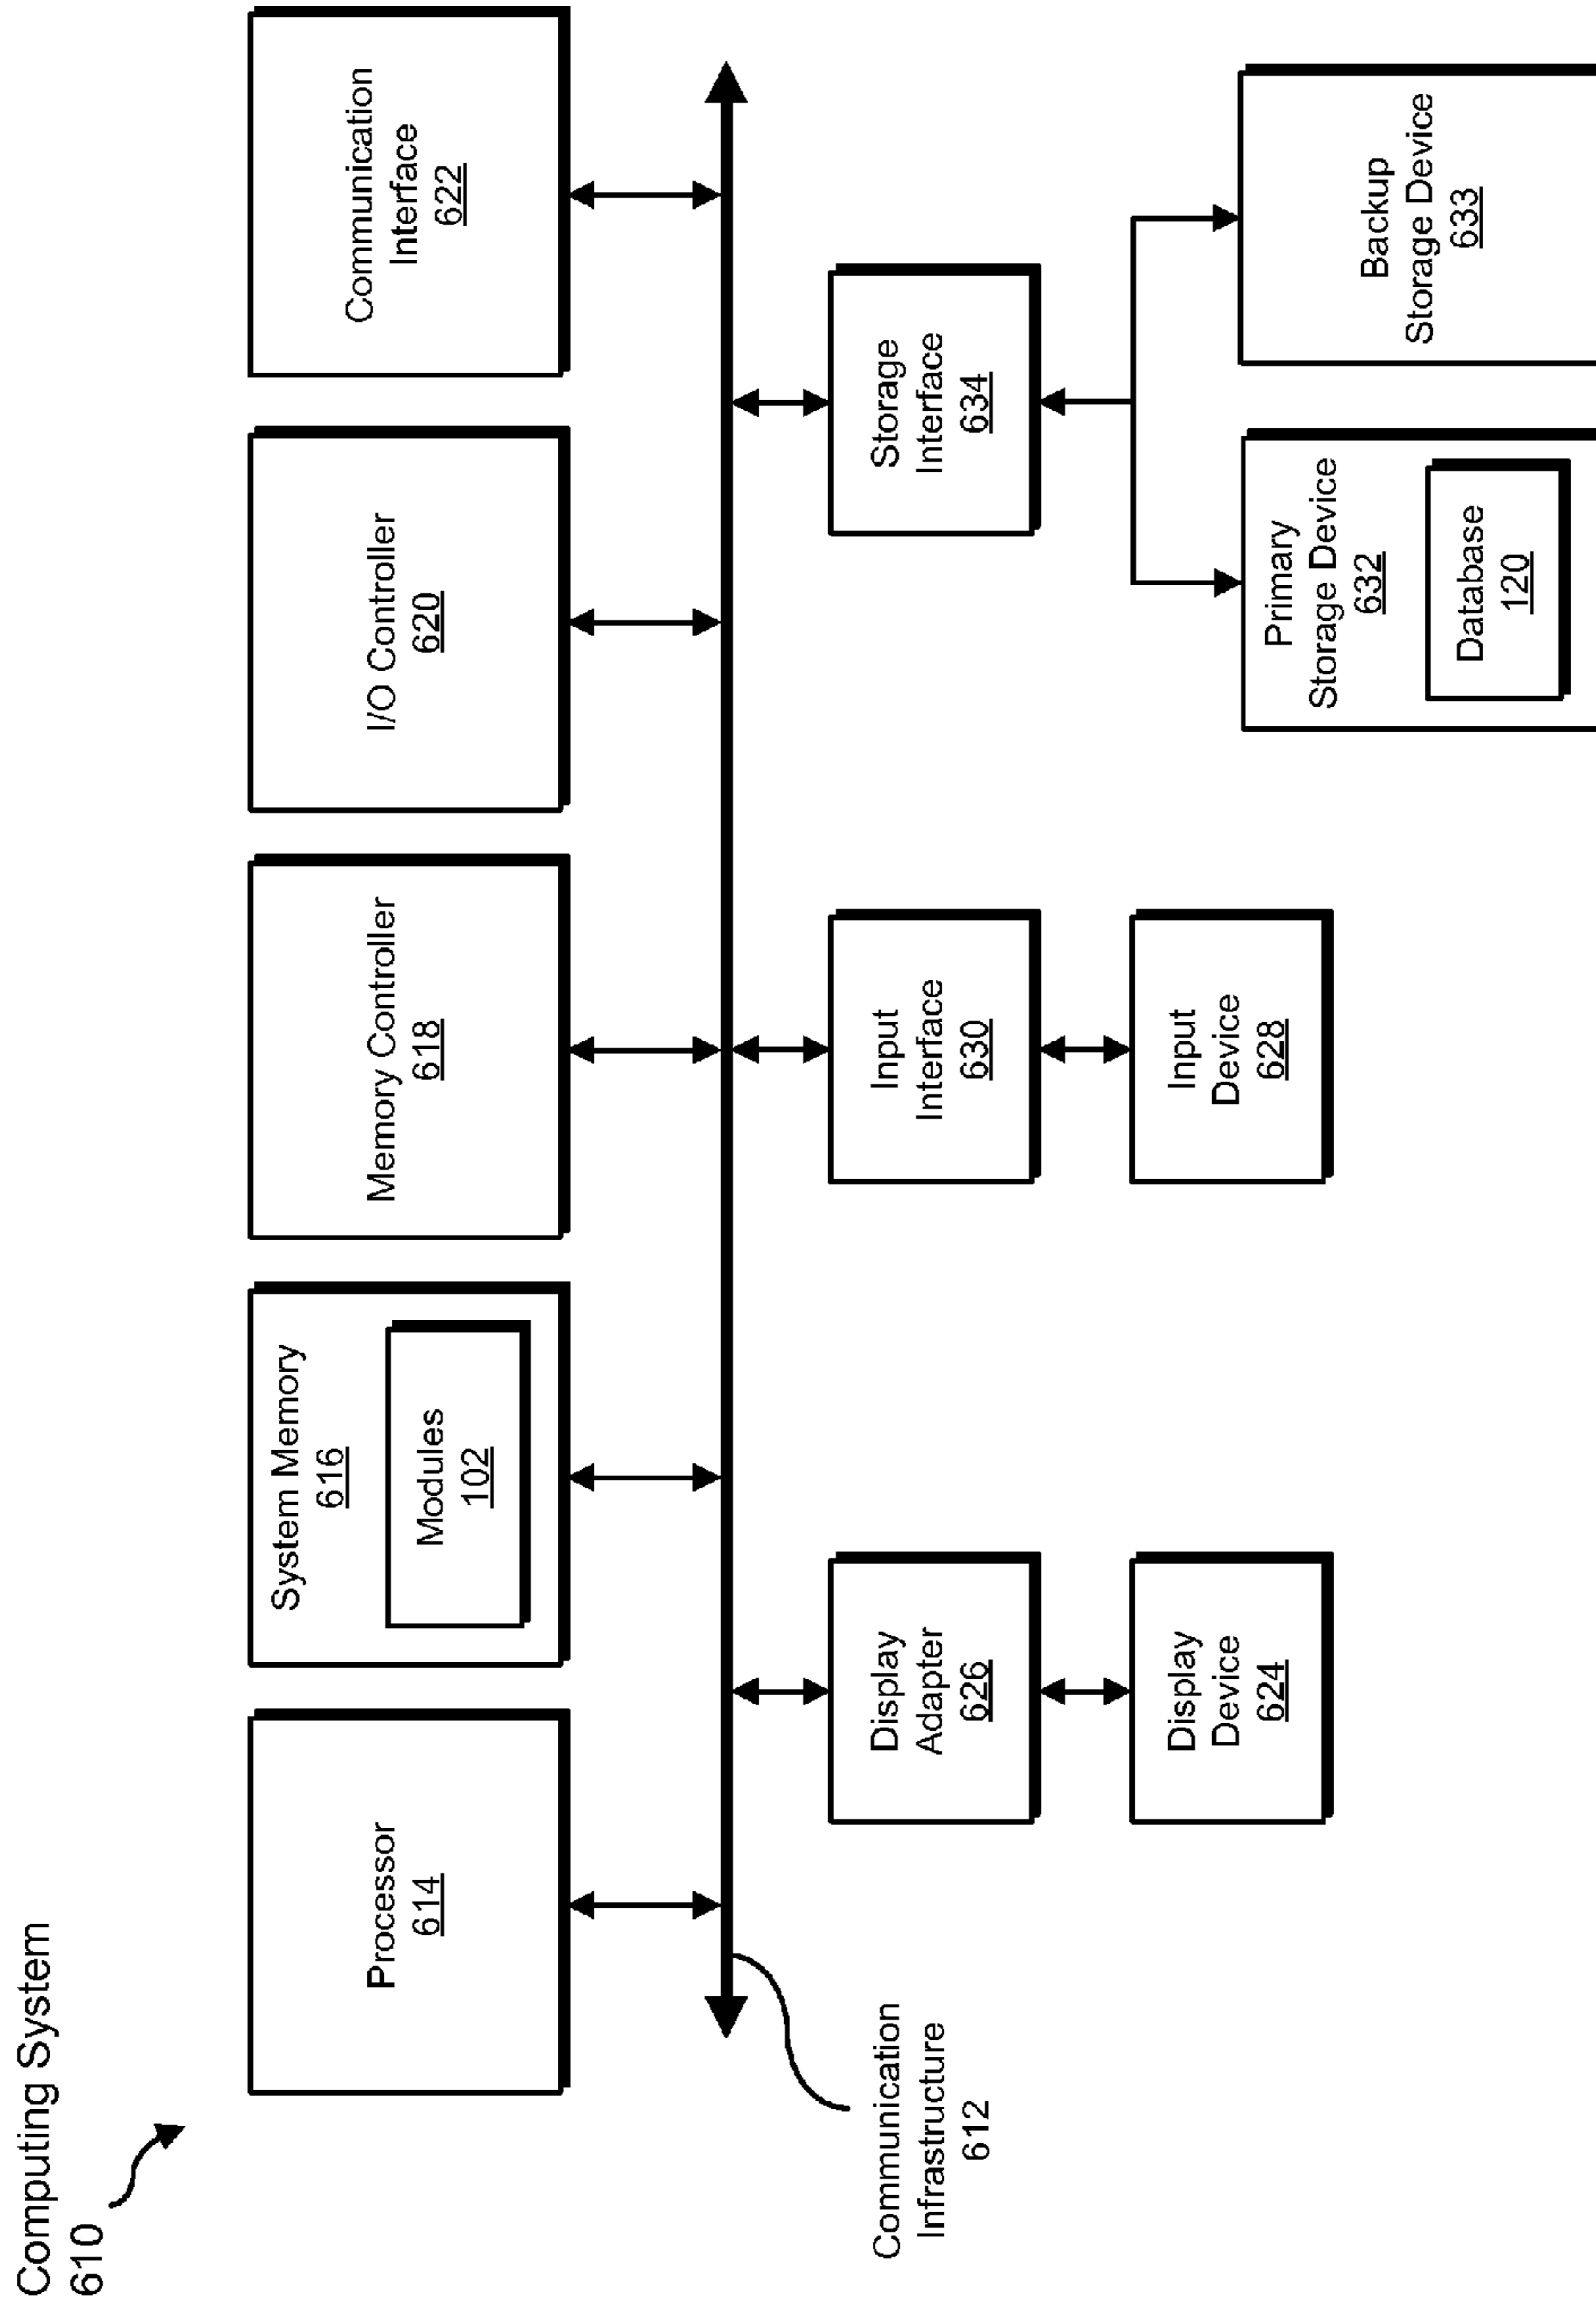 Computing System
610
Processor
614
System Memory
616
Modules
102
Memory Controller
618
I/O Controller
620
Communication
Interface
622
Communication
Infrastructure
612
Display
Adapter
626
Input
Interface
630
Storage
Interface
634
Display
Device
624
Input
Device
628
Primary
Storage Device
632
Database
120
Backup
Storage Device
633